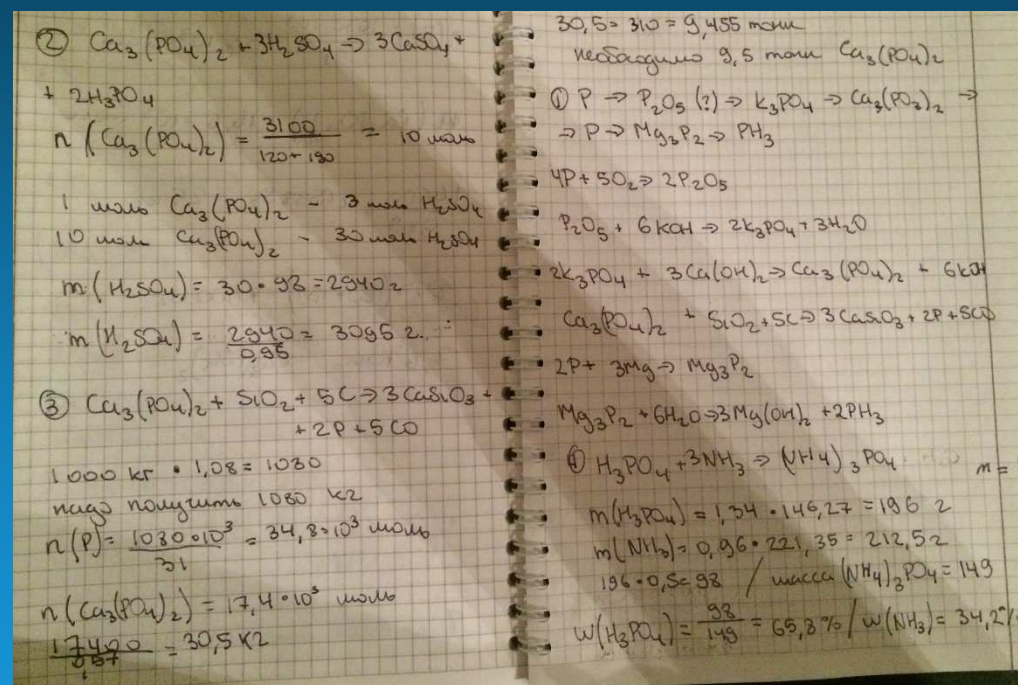 ② Ca₃(PO₄)₂ + 3H₂SO₄ → 3CaSO₄ +
+ 2H₃PO₄
n(Ca₃(PO₄)₂) = 3100/120+190 = 10 моль
1 моль Ca₃(PO₄)₂ - 3 моль H₂SO₄
10 моль Ca₃(PO₄)₂ - 30 моль H₂SO₄
m(H₂SO₄) = 30 · 98 = 2940 г
m(H₂SO₄) = 2940/0,95 = 3095 г.
③ Ca₃(PO₄)₂ + SiO₂ + 5C → 3CaSiO₃ +
+ 2P + 5CO
1000 кг · 1,08 = 1080
надо получить 1080 кг
n(P) = 1080·10³/31 = 34,8·10³ моль
n(Ca₃(PO₄)₂) = 17,4·10³ моль
17400/0,57 = 30,5 кг
30,5 = 310 = 9,455 тонн
необходимо 9,5 тонн Ca₃(PO₄)₂
① P → P₂O₅ (?) → K₃PO₄ → Ca₃(PO₃)₂ →
→ P → Mg₃P₂ → PH₃
4P + 5O₂ → 2P₂O₅
P₂O₅ + 6KOH → 2K₃PO₄ + 3H₂O
2K₃PO₄ + 3Ca(OH)₂ → Ca₃(PO₄)₂ + 6KOH
Ca₃(PO₄)₂ + SiO₂ + 5C → 3CaSiO₃ + 2P + 5CO
2P + 3Mg → Mg₃P₂
Mg₃P₂ + 6H₂O → 3Mg(OH)₂ + 2PH₃
H₃PO₄ + 3NH₃ → (NH₄)₃PO₄
m =
m(H₃PO₄) = 1,34 · 146,27 = 196 г
m(NH₃) = 0,96 · 221,35 = 212,5 г
196 · 0,5 = 98 / масса (NH₄)₃PO₄ = 149
w(H₃PO₄) = 98/149 = 65,8 % / w(NH₃) = 34,2 %